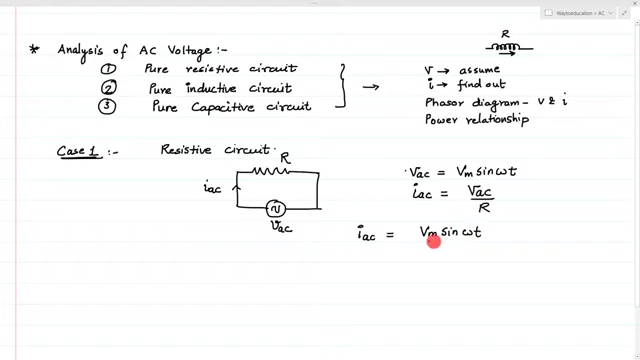 Waytoeducation = AC
R
* Analysis of AC Voltage :-
① Pure resistive circuit
② Pure inductive circuit
③ Pure Capacitive circuit
V → assume
i → find out
Phasor diagram - V & i
Power relationship
Case 1 :- Resistive circuit.
R
iac
Vac
Vac = Vm sin ωt
iac = Vac / R
iac = Vm sin ωt